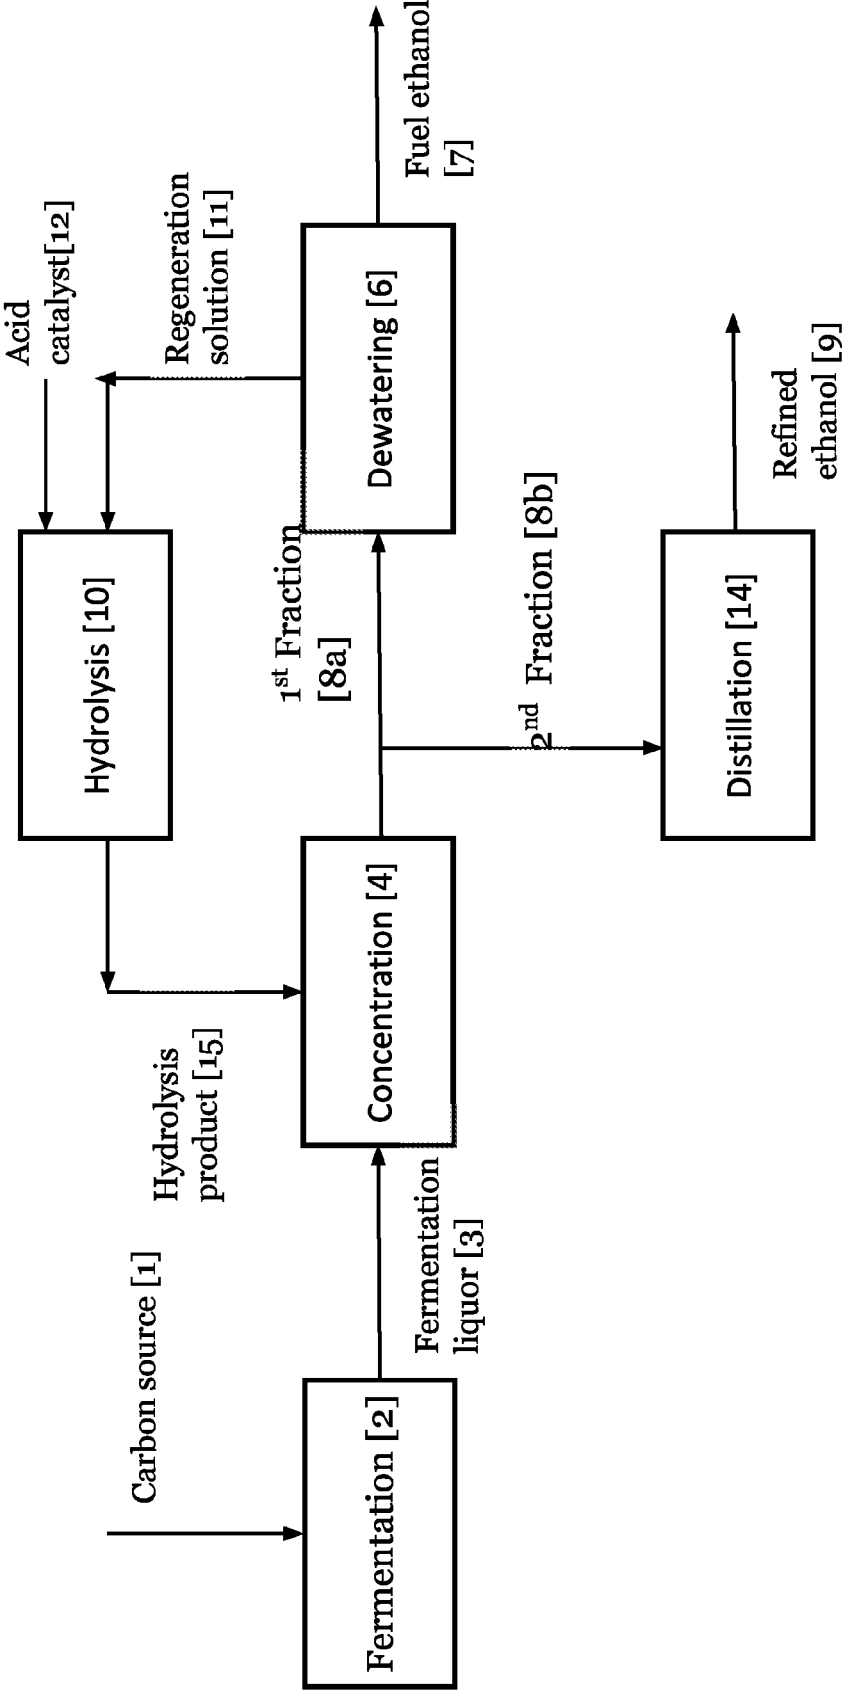 Acid
catalyst[12]
Regeneration
solution [11]
Hydrolysis [10]
Hydrolysis
product [15]
Carbon source [1]
Fermentation [2]
Fermentation
liquor [3]
Concentration [4]
1st Fraction
[8a]
Dewatering [6]
Fuel ethanol
[7]
2nd Fraction [8b]
Distillation [14]
Refined
ethanol [9]